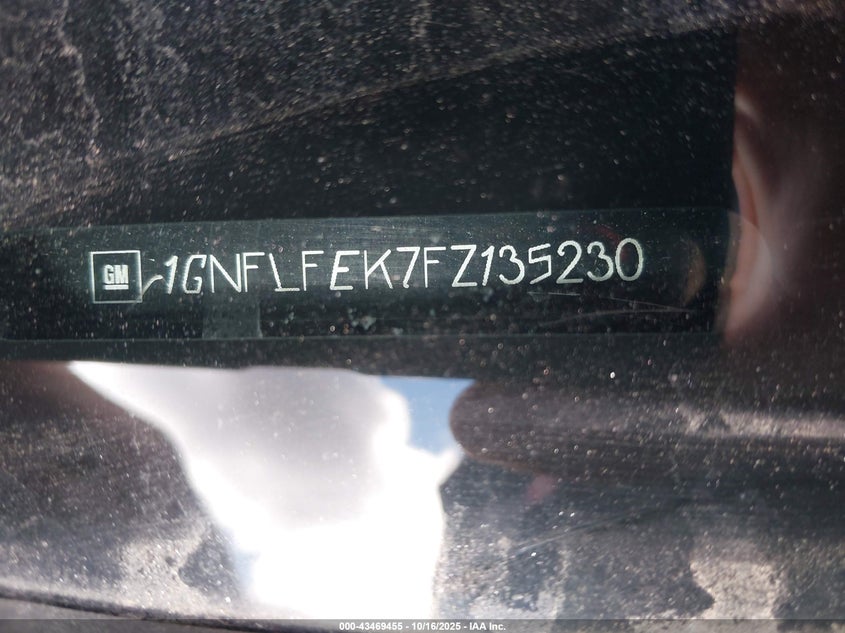 GM 1GNFLFEK7FZ135230
000-43469455 - 10/16/2025 - IAA Inc.